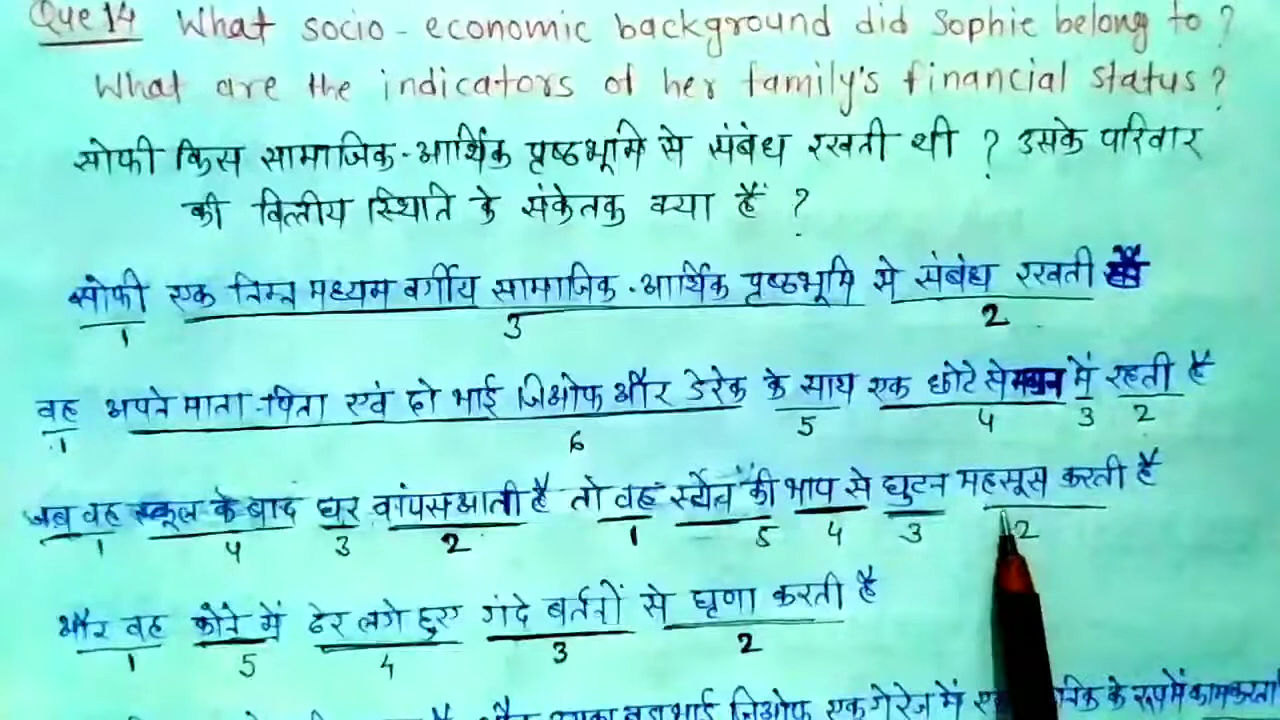 Que 14 What socio-economic background did Sophie belong to?
What are the indicators of her family's financial status?
सोफी किस सामाजिक-आर्थिक पृष्ठभूमि से संबंध रखती थी ? उसके परिवार
की वित्तीय स्थिति के संकेतक क्या हैं ?
सोफी एक निम्न मध्यम वर्गीय सामाजिक-आर्थिक पृष्ठभूमि से संबंध रखती है
1 3 2
वह अपने माता-पिता एवं दो भाई जिओफ और डेरेक के साथ एक छोटे से मकान में रहती है
1 6 5 4 3 2
जब वह स्कूल के बाद घर वापस आती है तो वह स्टोव की भाप से घुटन महसूस करती है
1 4 3 2 1 5 4 3 2
और वह कोने में ढेर लगे हुए गंदे बर्तनों से घृणा करती है
1 5 4 3 2
भाई जिओफ एक गेरेज में के रूप में काम करता